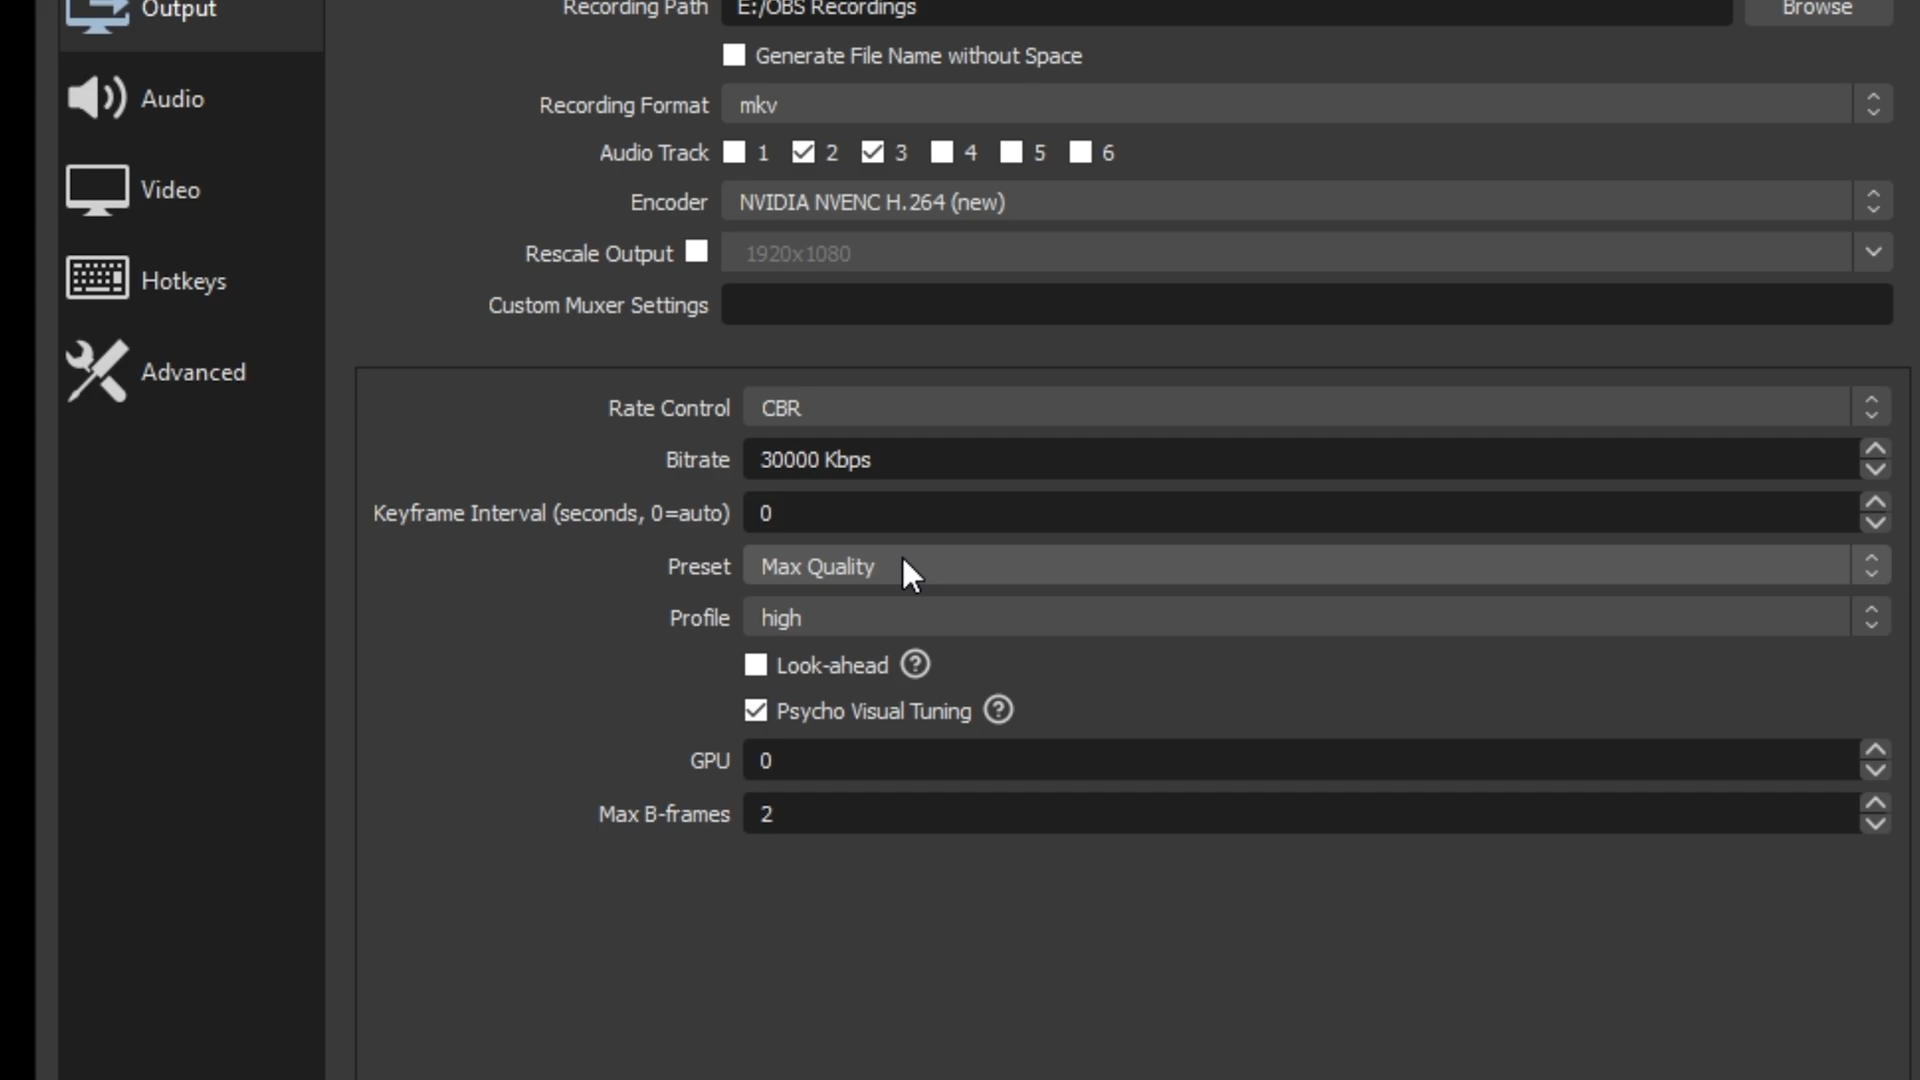 Output
Recording Path E:/OBS Recordings Browse
Generate File Name without Space
Audio
Recording Format mkv
Audio Track 1 2 3 4 5 6
Video
Encoder NVIDIA NVENC H.264 (new)
Rescale Output 1920x1080
Hotkeys
Custom Muxer Settings
Advanced
Rate Control CBR
Bitrate 30000 Kbps
Keyframe Interval (seconds, 0=auto) 0
Preset Max Quality
Profile high
Look-ahead ?
Psycho Visual Tuning ?
GPU 0
Max B-frames 2